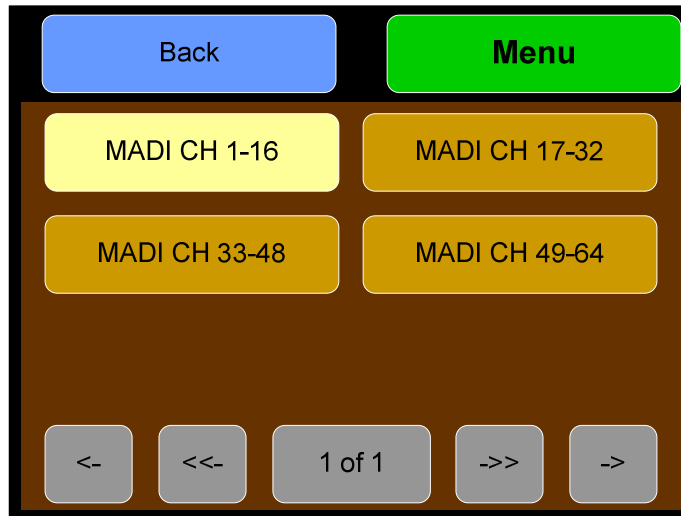 Back
Menu
MADI CH 1-16
MADI CH 17-32
MADI CH 33-48
MADI CH 49-64
<-
<<-
1 of 1
->>
->